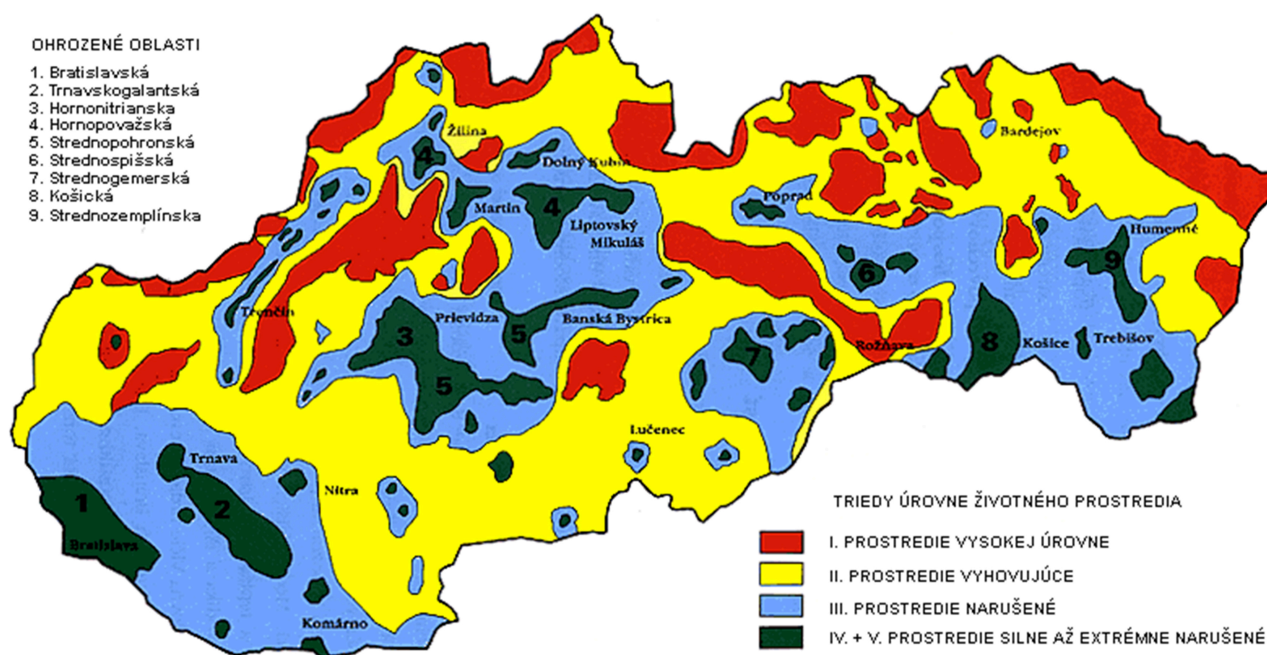 OHROZENÉ OBLASTI
1. Bratislavská
2. Trnavskogalantská
3. Hornonitrianska
4. Hornopovažská
5. Strednopohronská
6. Strednospišská
7. Strednogemerská
8. Košická
9. Strednozemplínska
Žilina
Bardejov
4
Dolný Kubín
Poprad
Martin
4
Liptovský
Mikuláš
Humenné
9
6
Trenčín
Prievidza
Banská Bystrica
3
5
Rožňava
8
Košice
Trebišov
7
5
Lučenec
Trnava
Nitra
1
2
Bratislava
Komárno
TRIEDY ÚROVNE ŽIVOTNÉHO PROSTREDIA
I. PROSTREDIE VYSOKEJ ÚROVNE
II. PROSTREDIE VYHOVUJÚCE
III. PROSTREDIE NARUŠENÉ
IV. + V. PROSTREDIE SILNE AŽ EXTRÉMNE NARUŠENÉ